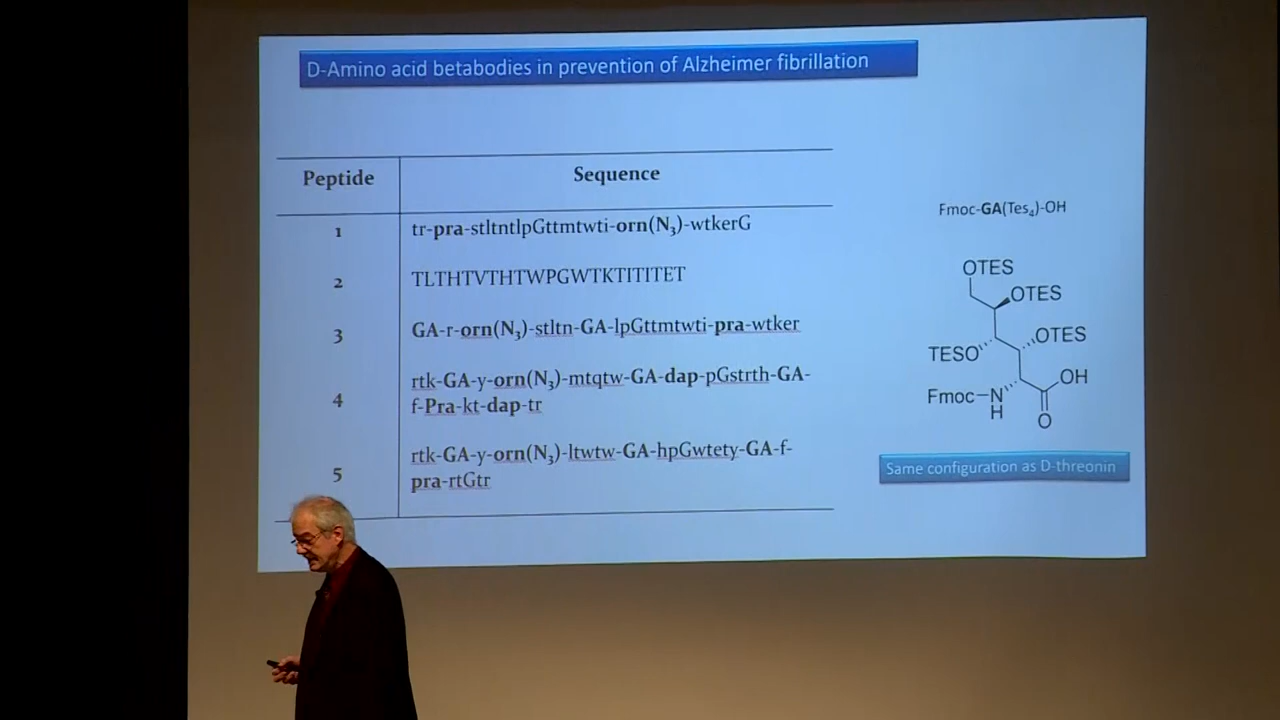 D-Amino acid betabodies in prevention of Alzheimer fibrillation
Peptide Sequence
1 tr-pra-stltntlpGttmtwti-orn(N₃)-wtkerG
2 TLTHTVTHTWPGWTKTITITET
3 GA-r-orn(N₃)-stltn-GA-lpGttmtwti-pra-wtker
4 rtk-GA-y-orn(N₃)-mtqtw-GA-dap-pGstrth-GA-
f-Pra-kt-dap-tr
5 rtk-GA-y-orn(N₃)-ltwtw-GA-hpGwtety-GA-f-
pra-rtGtr
Fmoc-GA(Tes₄)-OH
OTES
OTES
OTES
TESO
OH
Fmoc-N
H
O
Same configuration as D-threonin